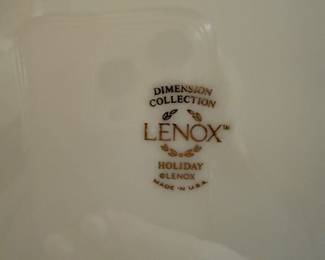 DIMENSION
COLLECTION
LENOX™
HOLIDAY
©LENOX
MADE IN U.S.A.